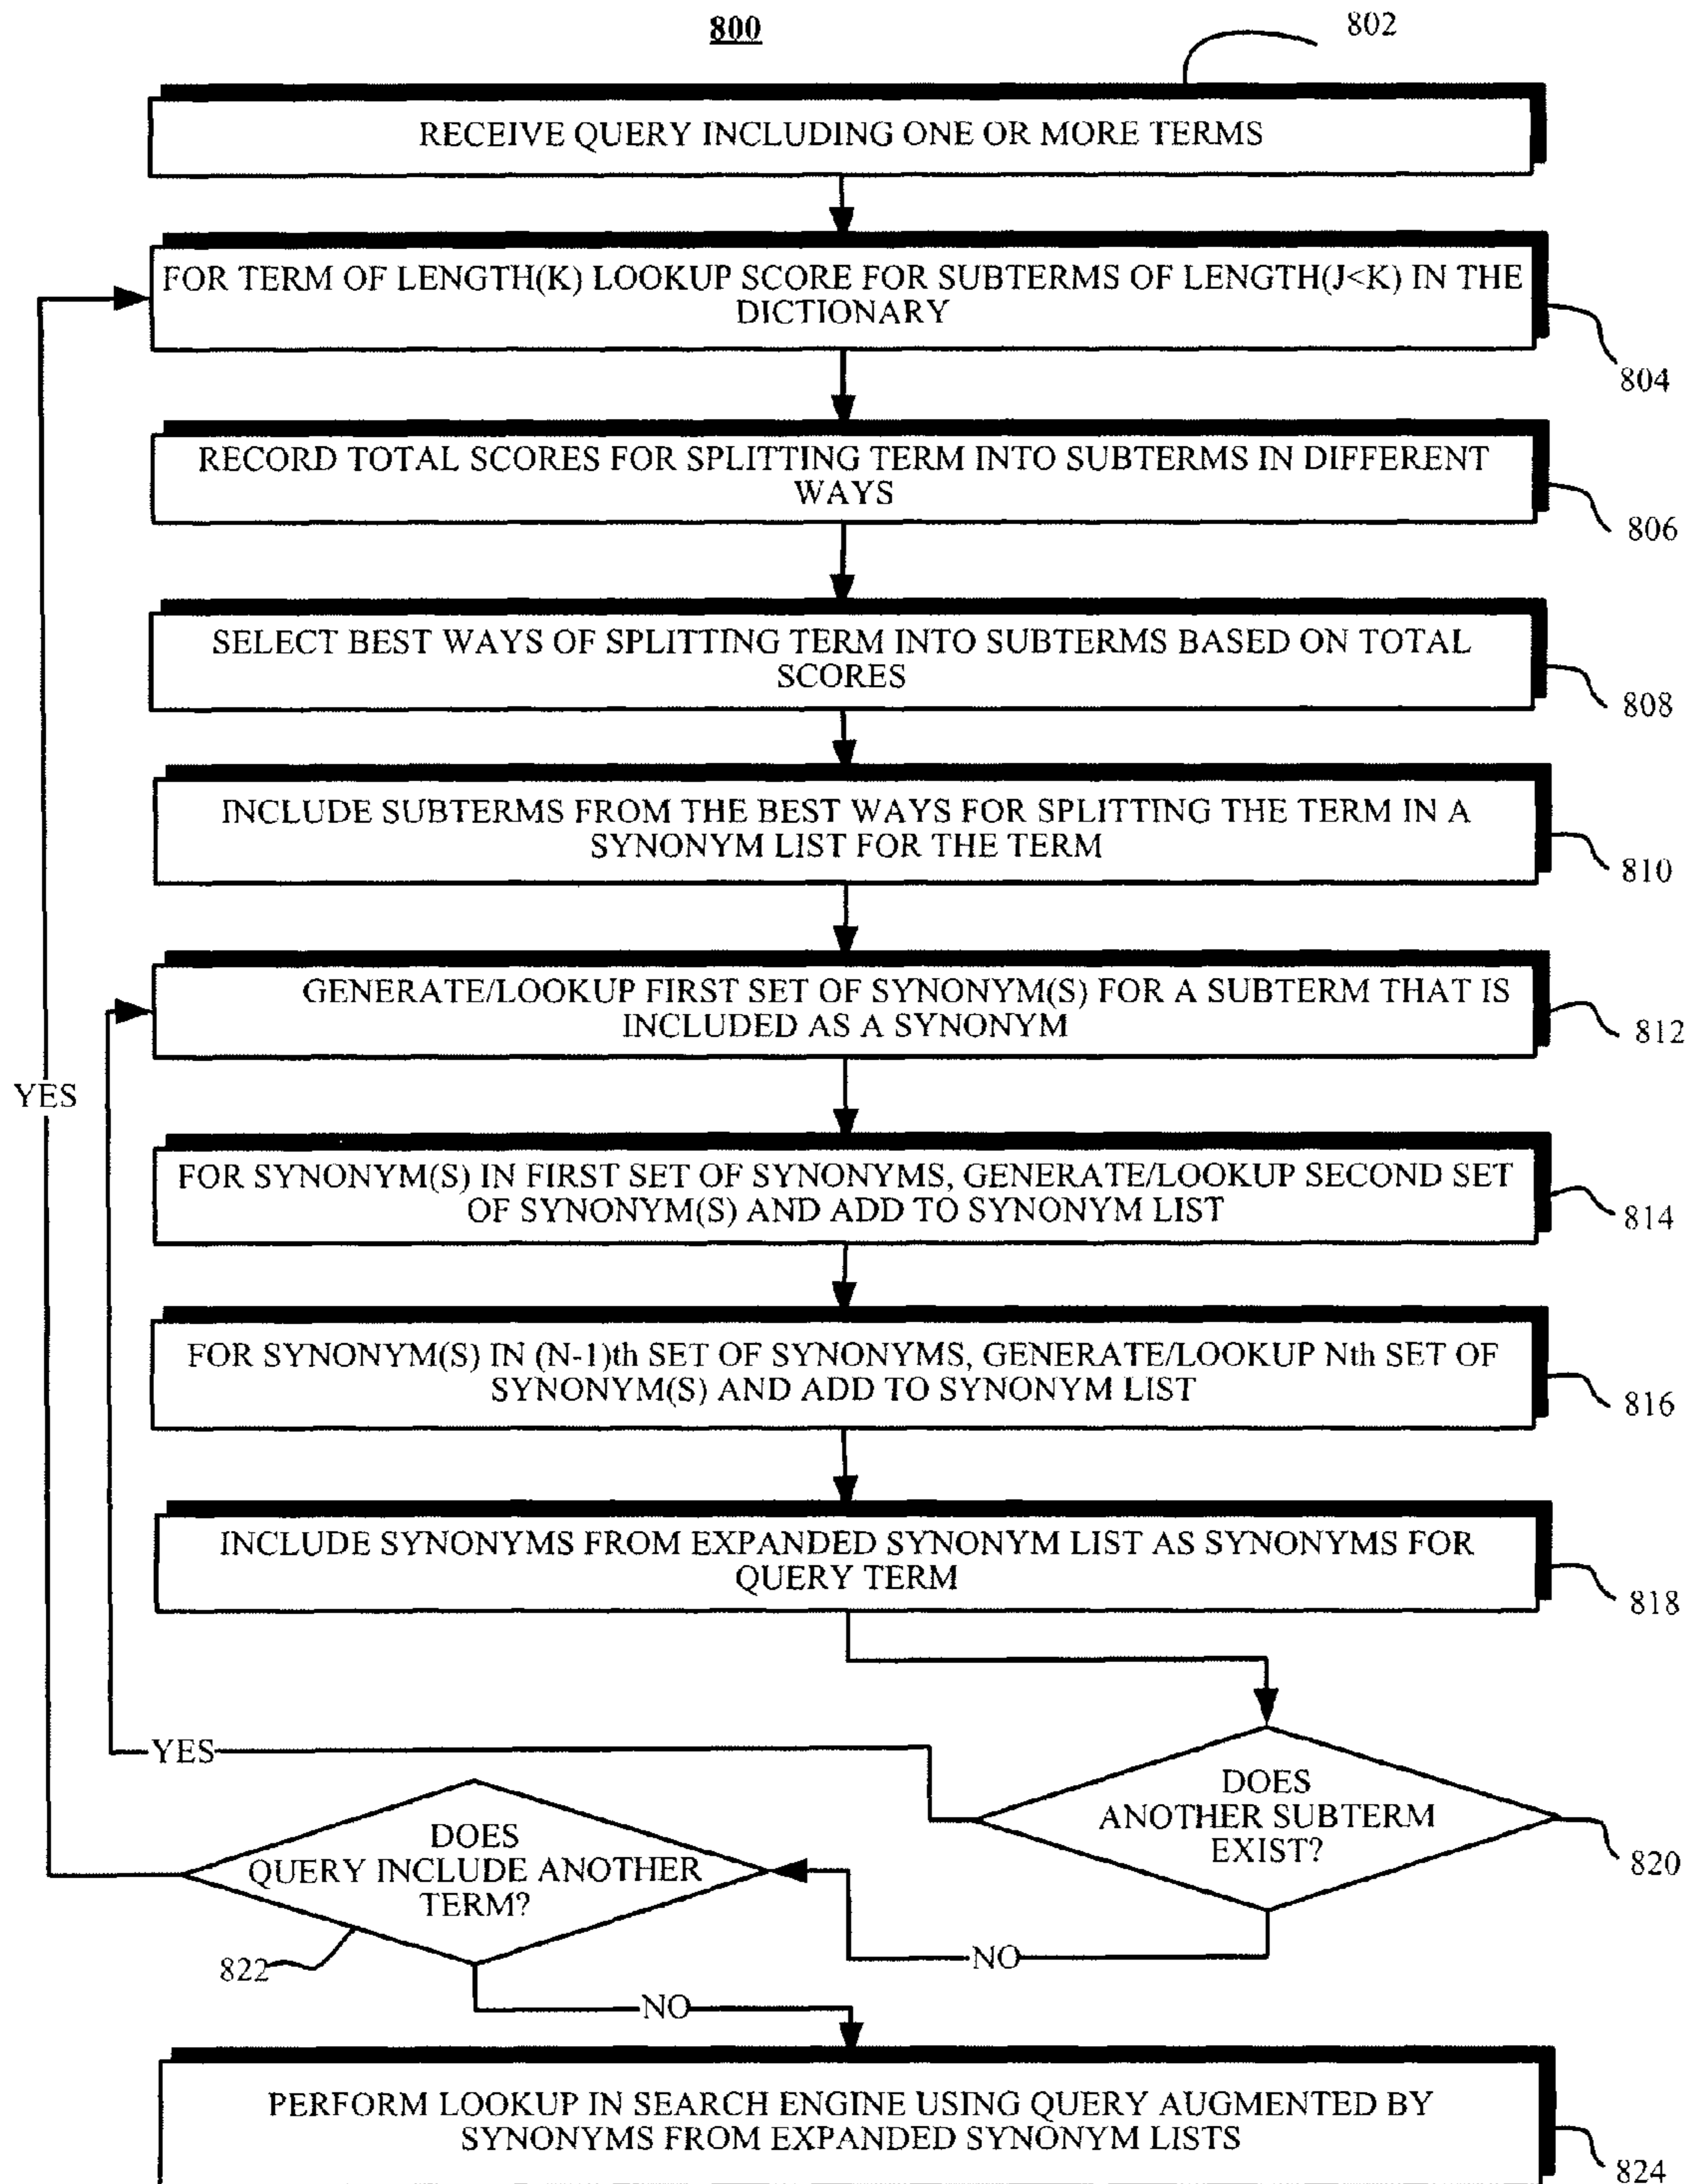 800
802
RECEIVE QUERY INCLUDING ONE OR MORE TERMS
FOR TERM OF LENGTH(K) LOOKUP SCORE FOR SUBTERMS OF LENGTH(J<K) IN THE
DICTIONARY
804
RECORD TOTAL SCORES FOR SPLITTING TERM INTO SUBTERMS IN DIFFERENT
WAYS
806
SELECT BEST WAYS OF SPLITTING TERM INTO SUBTERMS BASED ON TOTAL
SCORES
808
INCLUDE SUBTERMS FROM THE BEST WAYS FOR SPLITTING THE TERM IN A
SYNONYM LIST FOR THE TERM
810
GENERATE/LOOKUP FIRST SET OF SYNONYM(S) FOR A SUBTERM THAT IS
INCLUDED AS A SYNONYM
812
YES
FOR SYNONYM(S) IN FIRST SET OF SYNONYMS, GENERATE/LOOKUP SECOND SET
OF SYNONYM(S) AND ADD TO SYNONYM LIST
814
FOR SYNONYM(S) IN (N-1)th SET OF SYNONYMS, GENERATE/LOOKUP Nth SET OF
SYNONYM(S) AND ADD TO SYNONYM LIST
816
INCLUDE SYNONYMS FROM EXPANDED SYNONYM LIST AS SYNONYMS FOR
QUERY TERM
818
YES
DOES
ANOTHER SUBTERM
EXIST?
820
DOES
QUERY INCLUDE ANOTHER
TERM?
822
NO
NO
PERFORM LOOKUP IN SEARCH ENGINE USING QUERY AUGMENTED BY
SYNONYMS FROM EXPANDED SYNONYM LISTS
824